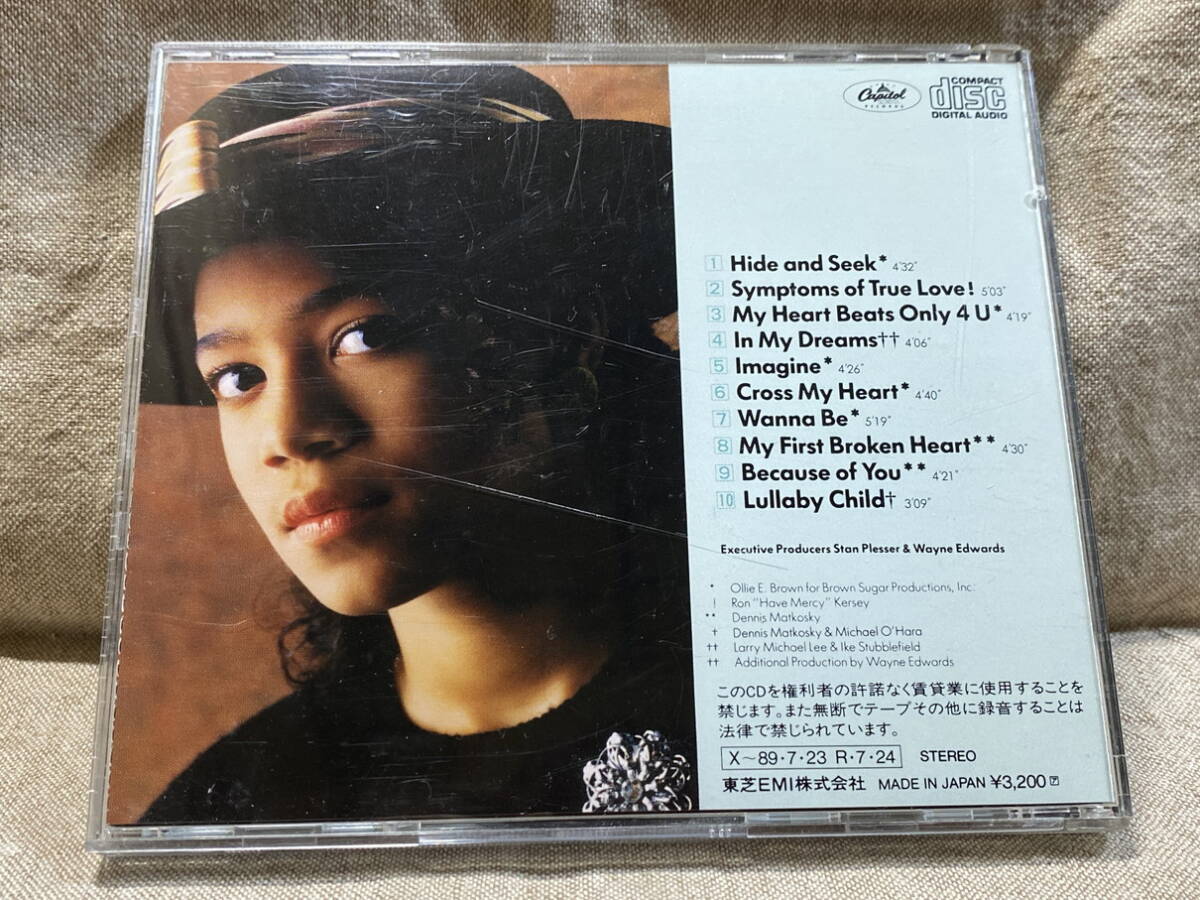 Capitol
RECORDS
COMPACT
disc
DIGITAL AUDIO
1 Hide and Seek* 4'32"
2 Symptoms of True Love! 5'03"
3 My Heart Beats Only 4 U* 4'19"
4 In My Dreams†† 4'06"
5 Imagine* 4'26"
6 Cross My Heart* 4'40"
7 Wanna Be* 5'19"
8 My First Broken Heart** 4'30"
9 Because of You** 4'21"
10 Lullaby Child† 3'09"
Executive Producers Stan Plesser & Wayne Edwards
* Ollie E. Brown for Brown Sugar Productions, Inc.
! Ron "Have Mercy" Kersey
** Dennis Matkosky
† Dennis Matkosky & Michael O'Hara
†† Larry Michael Lee & Ike Stubblefield
†† Additional Production by Wayne Edwards
このCDを権利者の許諾なく賃貸業に使用することを
禁じます。また無断でテープその他に録音することは
法律で禁じられています。
X〜89・7・23 R・7・24 STEREO
東芝EMI株式会社 MADE IN JAPAN ¥3,200 ア